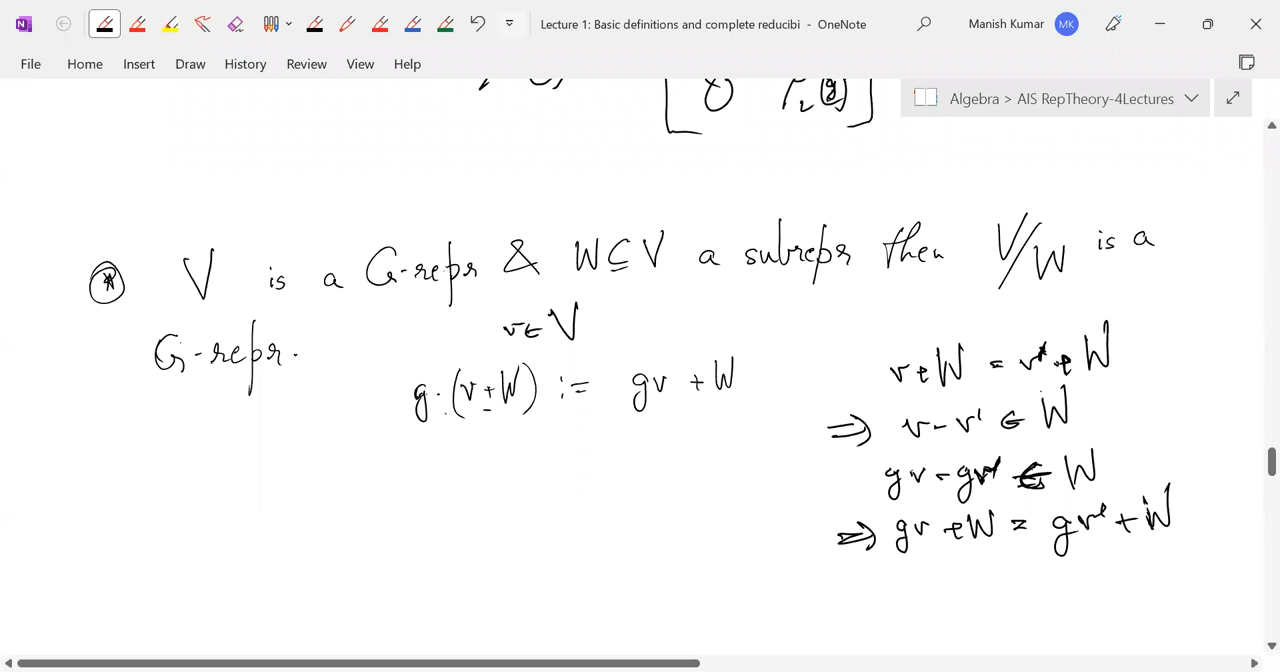 Lecture 1: Basic definitions and complete reducibi - OneNote
Manish Kumar
MK
File Home Insert Draw History Review View Help
Algebra > AIS RepTheory-4Lectures
ρ₂(g)
* V is a G-repr & W ⊆ V a subrepr then V/W is a
G-repr.
v ∈ V
g·(v+W) := gv + W
v+W = v'+W
⇒ v - v' ∈ W
gv - gv' ∈ W
⇒ gv + W = gv' + W